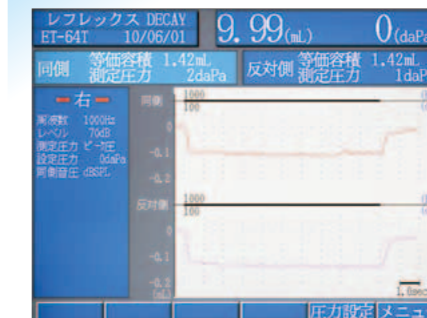 レフレックス DECAY
ET-64T 10/06/01
9.99(mL) 0(daPa
同側 等価容積 1.42mL
測定圧力 2daPa
反対側 等価容積 1.42mL
測定圧力 1daP
右
周波数 1000Hz
レベル 70dB
測定圧力 ピーク圧
設定圧力 0daPa
同側音圧 dBSPL
同側 1000
100
0
-0.1
-0.2
反対側 1000
100
0
-0.1
-0.2
(mL)
1.0sec
圧力設定 メニュー